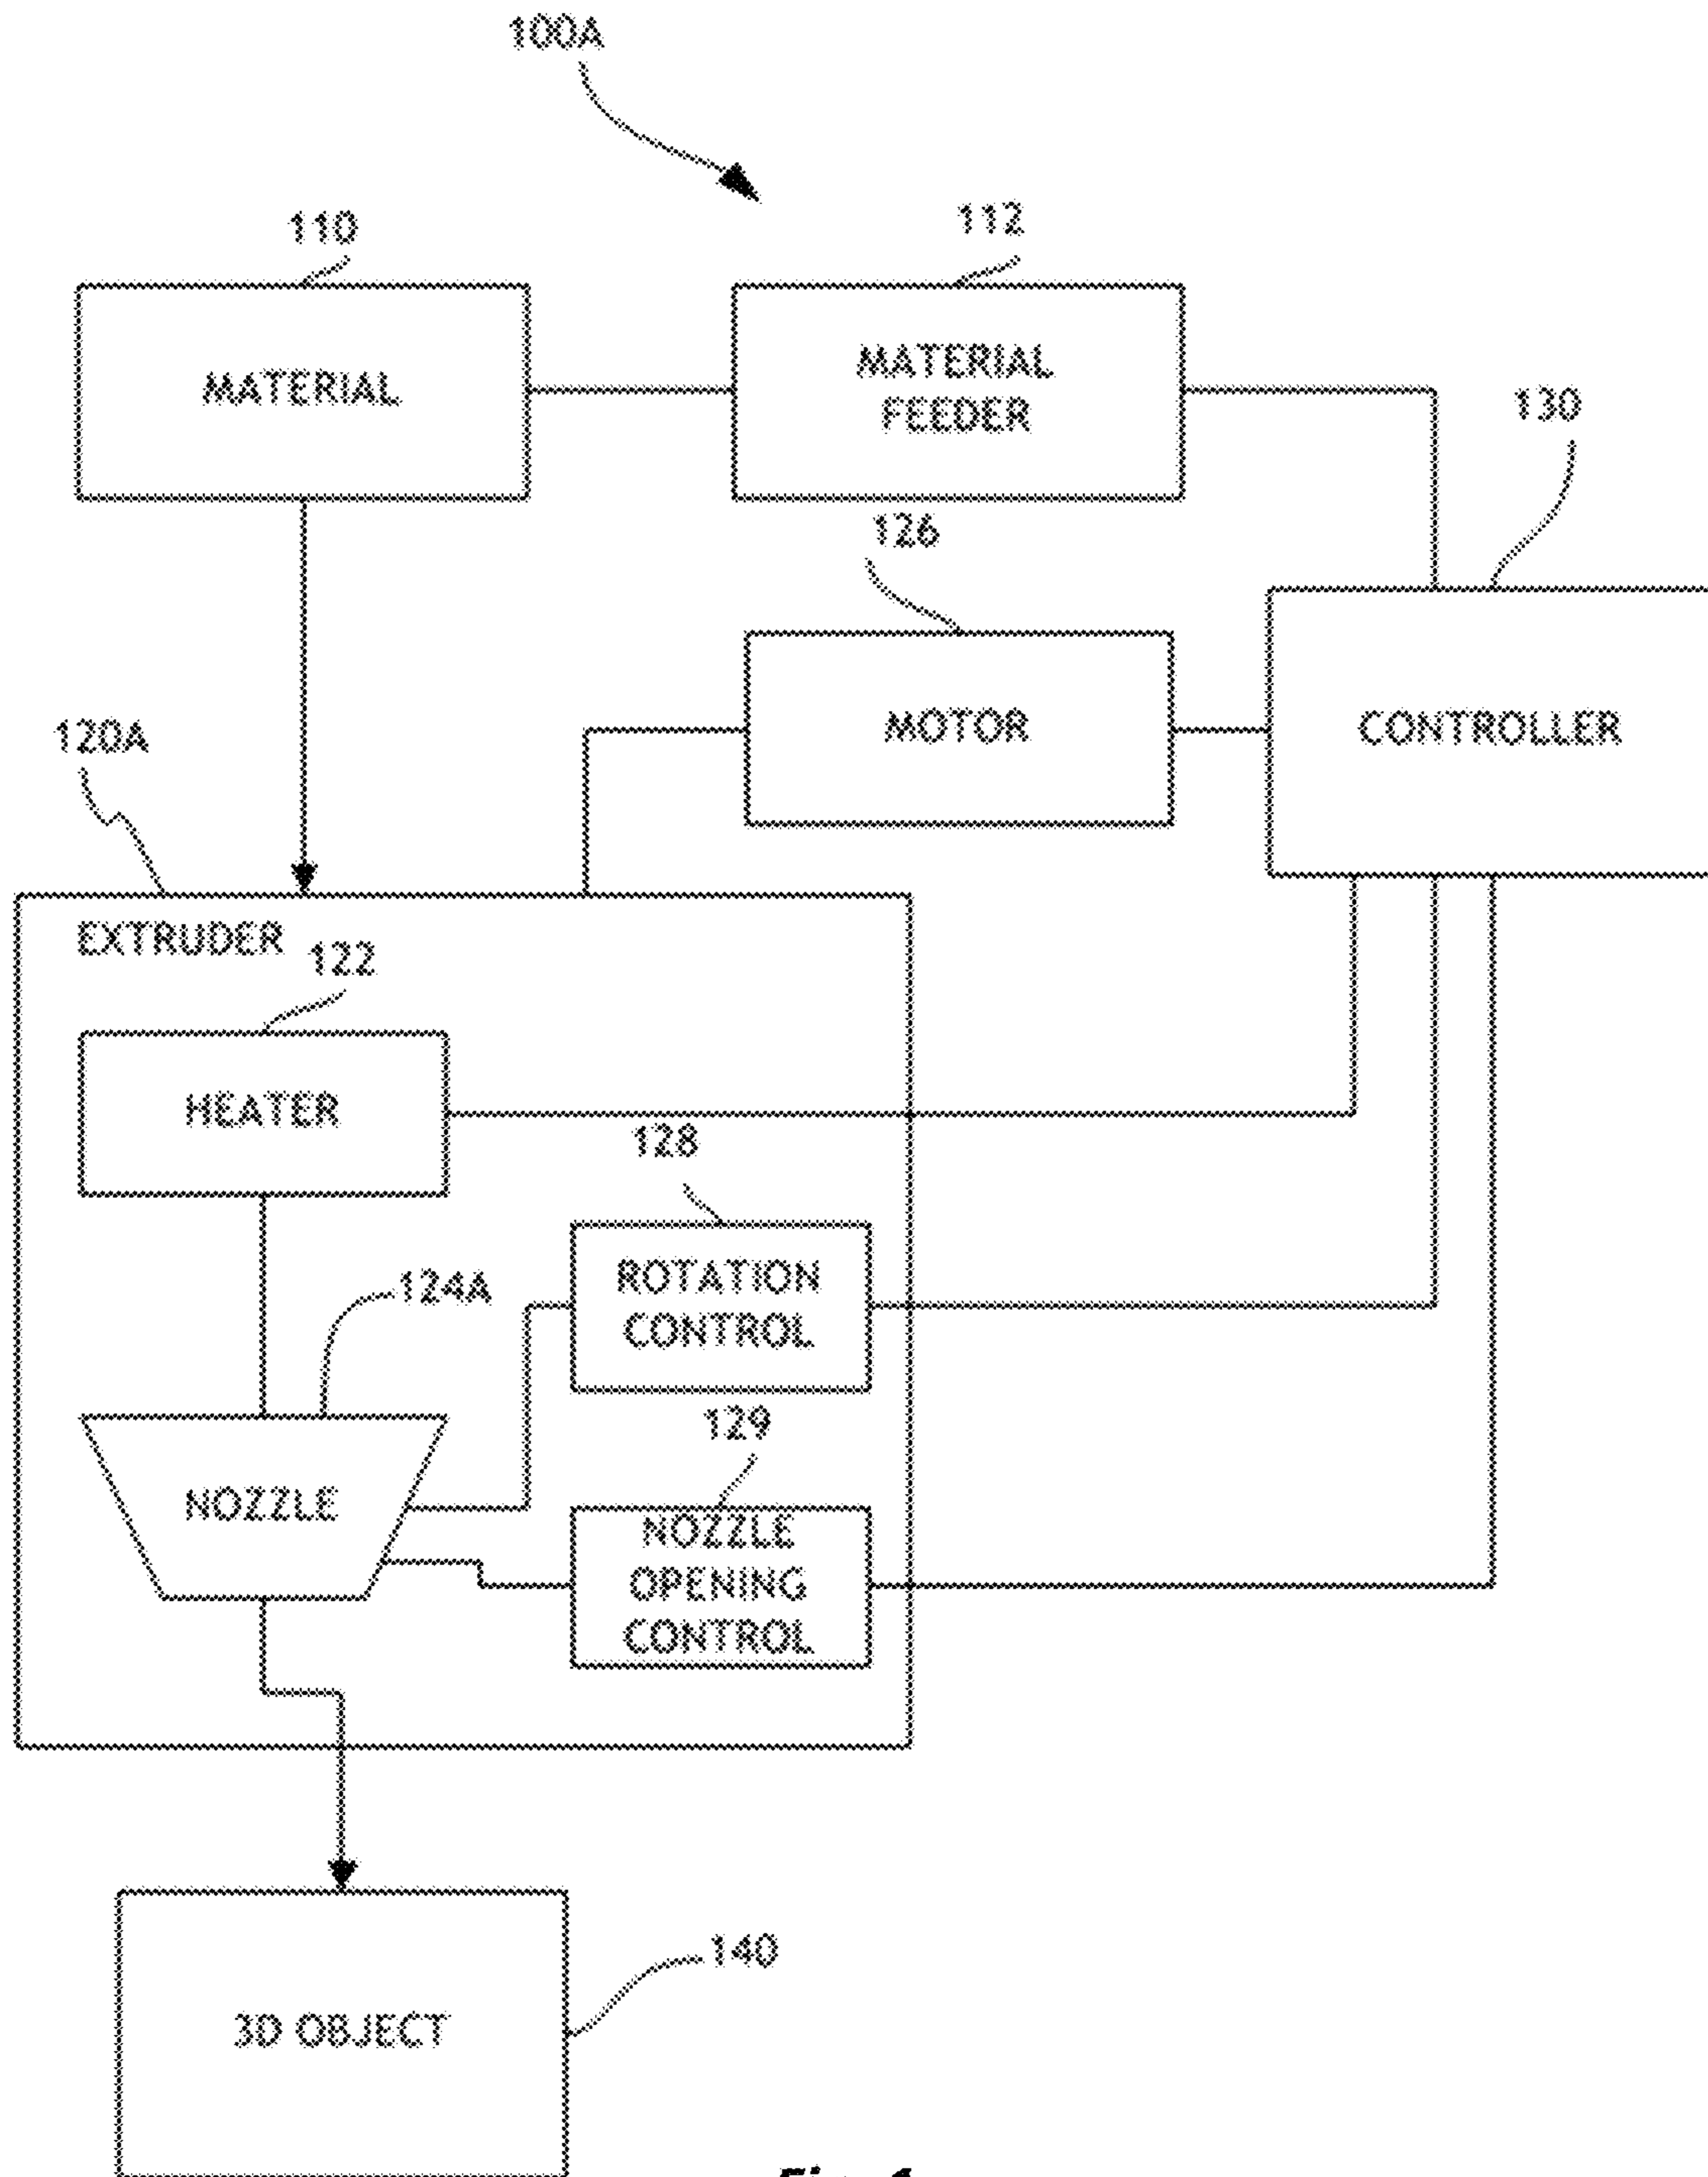 100A
110
112
MATERIAL
MATERIAL
FEEDER
130
126
MOTOR
CONTROLLER
120A
EXTRUDER
122
HEATER
128
ROTATION
CONTROL
124A
129
NOZZLE
NOZZLE
OPENING
CONTROL
140
3D OBJECT